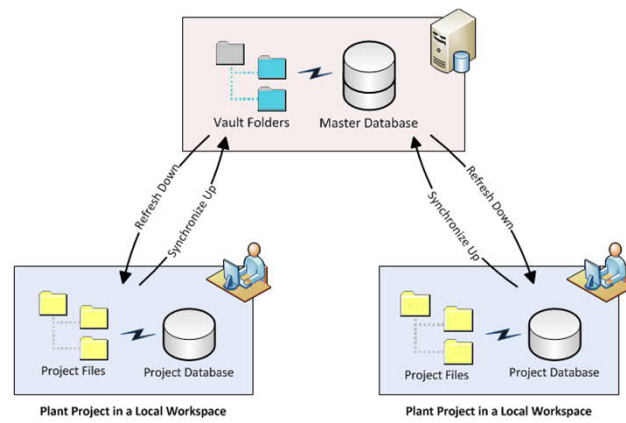 Vault Folders
Master Database
Refresh Down
Synchronize Up
Synchronize Up
Refresh Down
Project Files
Project Database
Plant Project in a Local Workspace
Project Files
Project Database
Plant Project in a Local Workspace